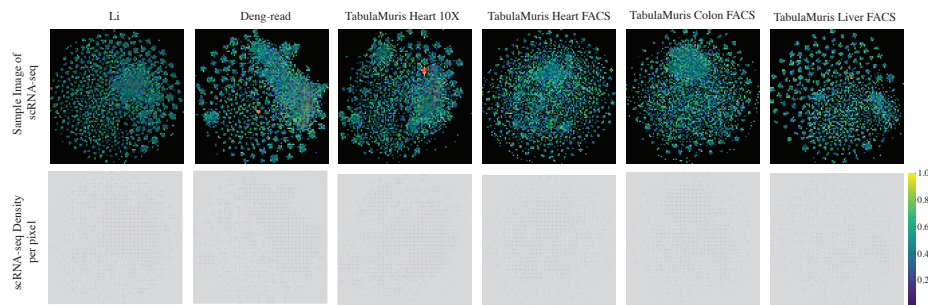 Li
Deng-read
TabulaMuris Heart 10X
TabulaMuris Heart FACS
TabulaMuris Colon FACS
TabulaMuris Liver FACS
Sample Image of
scRNA-seq
scRNA-seq Density
per pixel
1.0
0.8
0.6
0.4
0.2